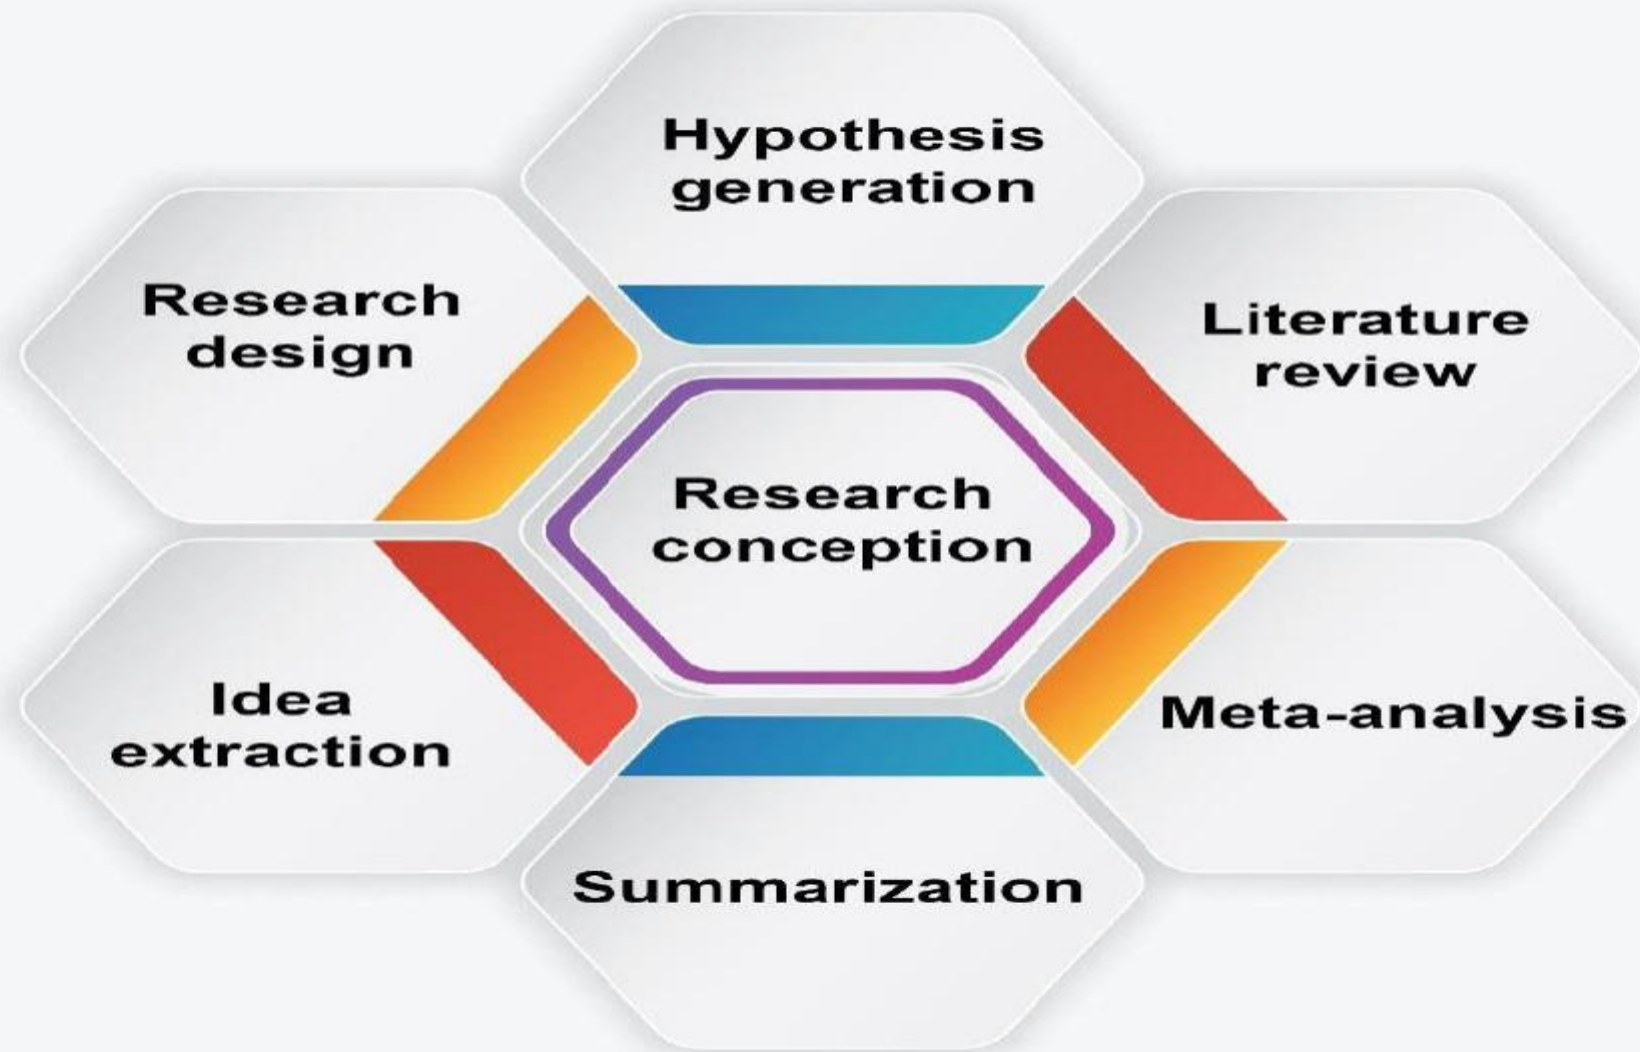 Hypothesis
generation
Research
design
Literature
review
Research
conception
Idea
extraction
Meta-analysis
Summarization